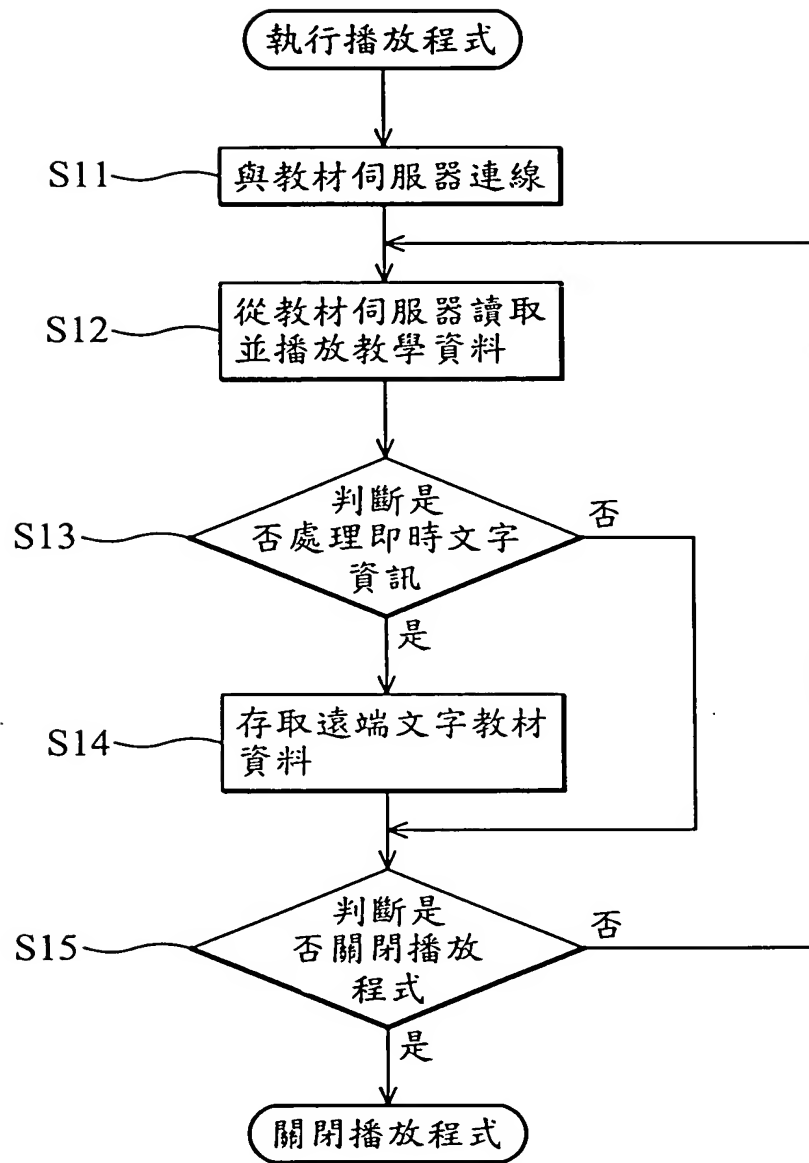 執行播放程式
S11
與教材伺服器連線
S12
從教材伺服器讀取
並播放教學資料
S13
判斷是
否處理即時文字
資訊
否
是
S14
存取遠端文字教材
資料
S15
判斷是
否關閉播放
程式
否
是
關閉播放程式